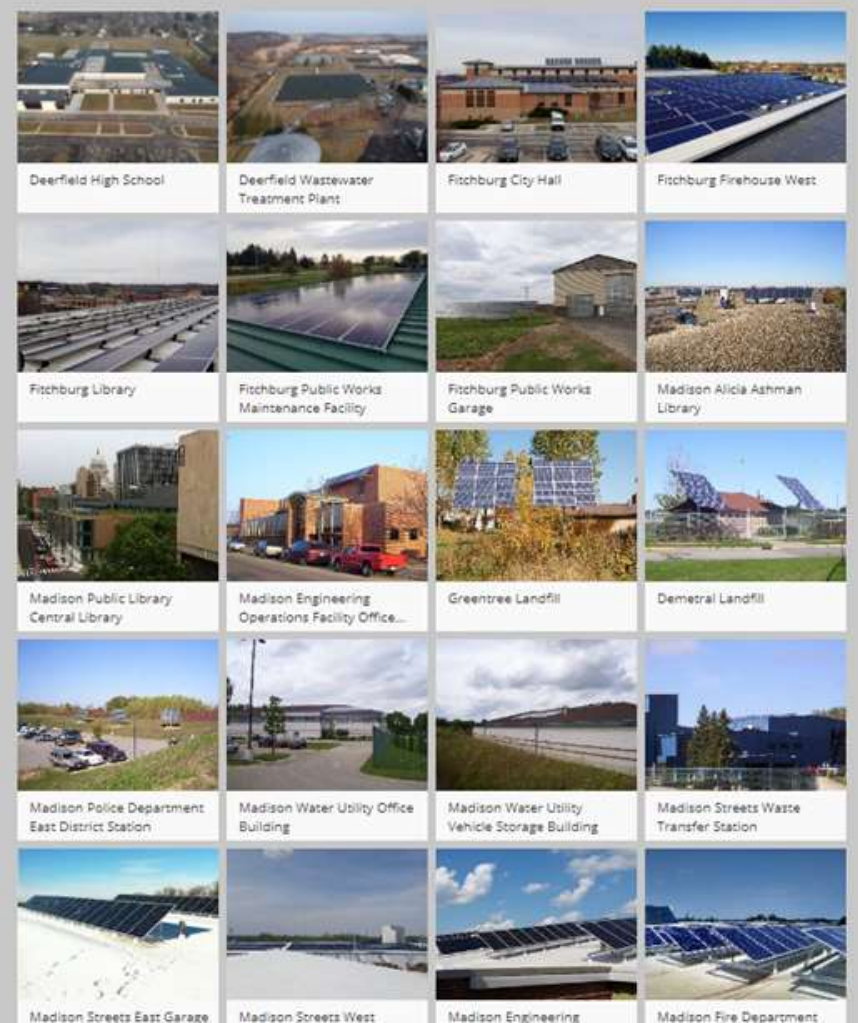 Deerfield High School
Deerfield Wastewater
Treatment Plant
Fitchburg City Hall
Fitchburg Firehouse West
Fitchburg Library
Fitchburg Public Works
Maintenance Facility
Fitchburg Public Works
Garage
Madison Alicia Ashman
Library
Madison Public Library
Central Library
Madison Engineering
Operations Facility Office...
Greentree Landfill
Demetral Landfill
Madison Police Department
East District Station
Madison Water Utility Office
Building
Madison Water Utility
Vehicle Storage Building
Madison Streets Waste
Transfer Station
Madison Streets East Garage
Madison Streets West
Madison Engineering
Madison Fire Department